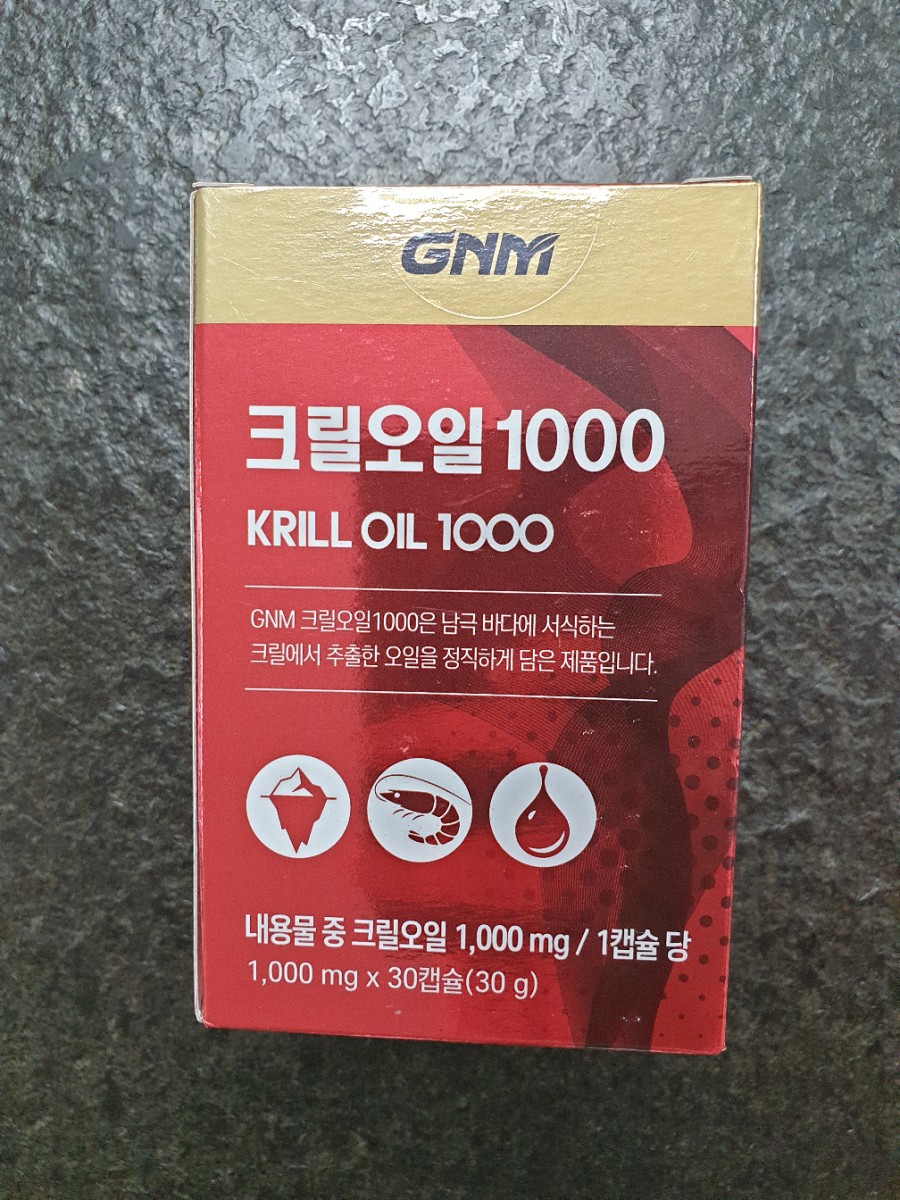 GNM
크릴오일 1000
KRILL OIL 1000
GNM 크릴오일1000은 남극 바다에 서식하는
크릴에서 추출한 오일을 정직하게 담은 제품입니다.
내용물 중 크릴오일 1,000 mg / 1캡슐 당
1,000 mg x 30캡슐(30 g)